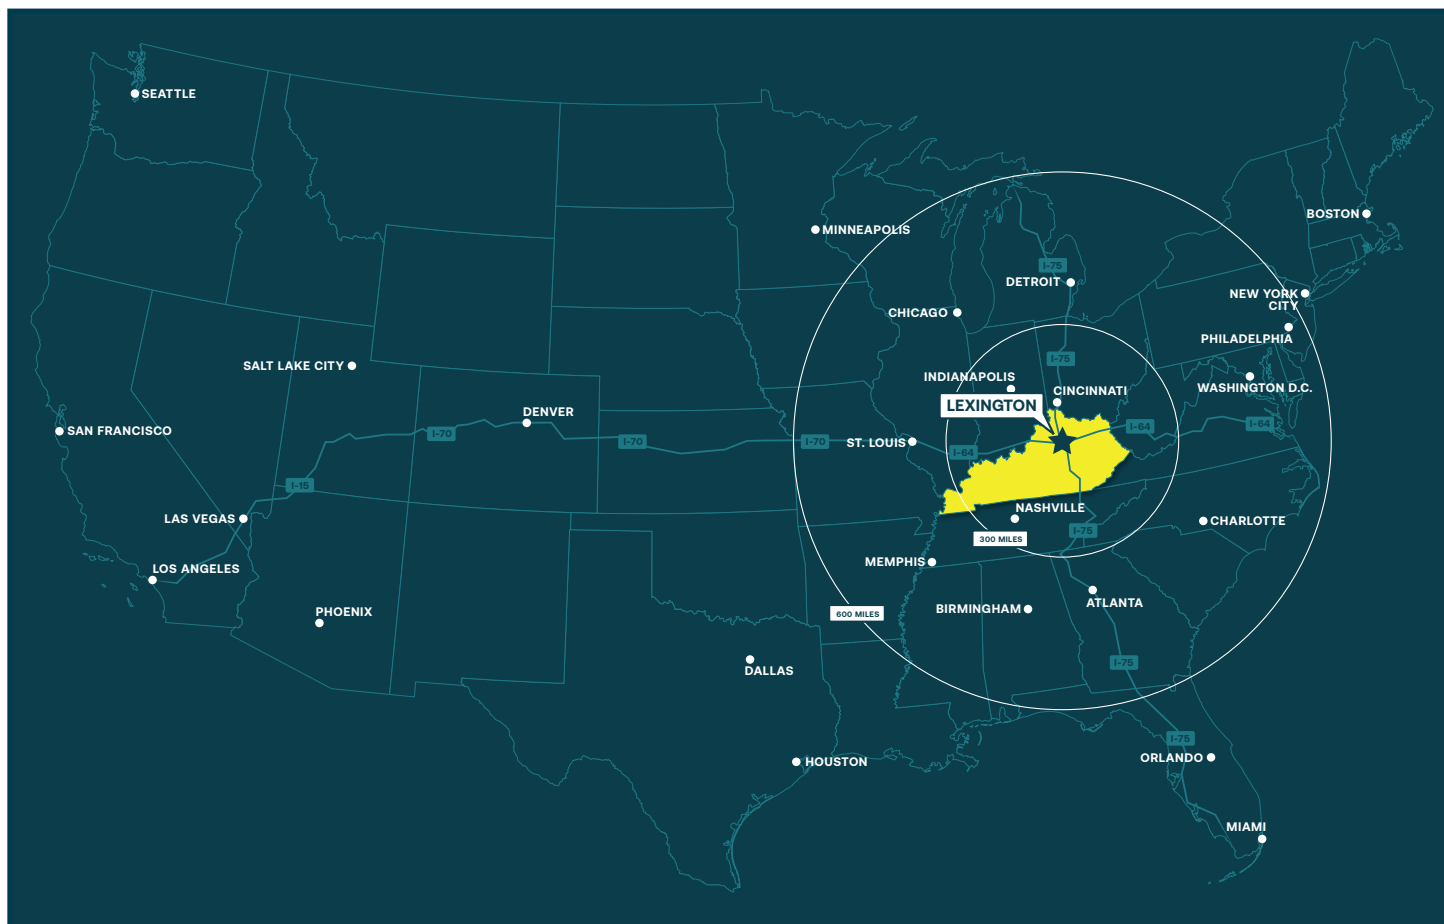 SEATTLE
BOSTON
MINNEAPOLIS
I-75
DETROIT
NEW YORK
CITY
CHICAGO
PHILADELPHIA
I-75
SALT LAKE CITY
INDIANAPOLIS
WASHINGTON D.C.
CINCINNATI
LEXINGTON
DENVER
I-64
I-64
SAN FRANCISCO
I-70
I-70
I-70
ST. LOUIS
I-64
I-15
NASHVILLE
LAS VEGAS
CHARLOTTE
I-75
300 MILES
MEMPHIS
LOS ANGELES
ATLANTA
BIRMINGHAM
PHOENIX
600 MILES
I-75
DALLAS
I-75
ORLANDO
HOUSTON
MIAMI